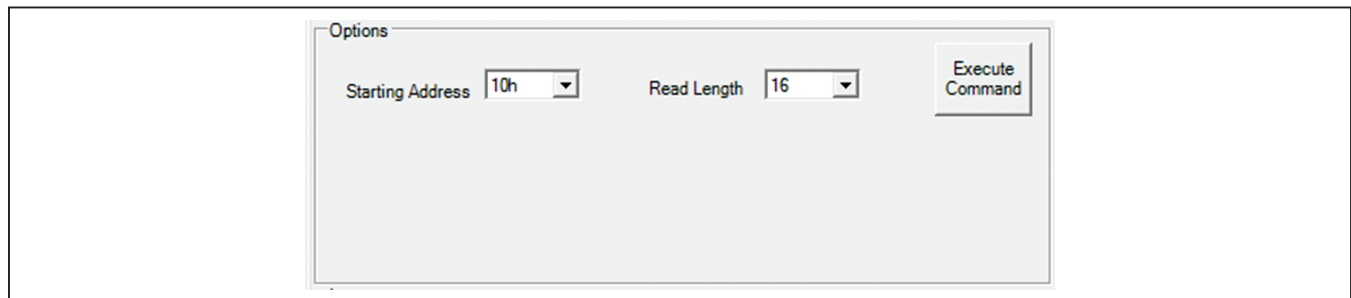 Options
Starting Address 10h Read Length 16
Execute
Command